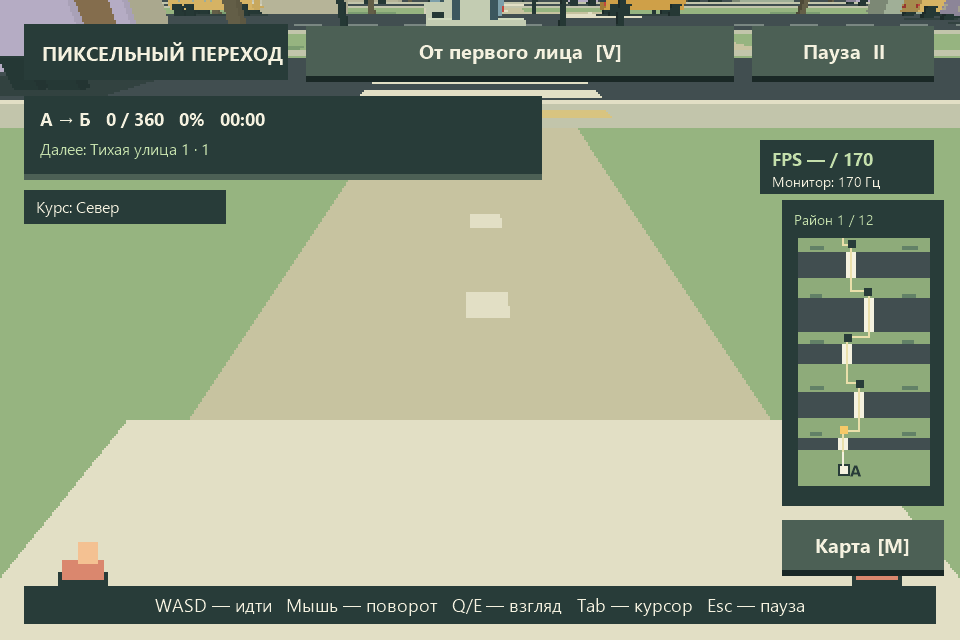 ПИКСЕЛЬНЫЙ ПЕРЕХОД
От первого лица [V]
Пауза II
А → Б 0 / 360 0% 00:00
Далее: Тихая улица 1 · 1
Курс: Север
FPS — / 170
Монитор: 170 Гц
Район 1 / 12
А
Карта [M]
WASD — идти Мышь — поворот Q/E — взгляд Tab — курсор Esc — пауза